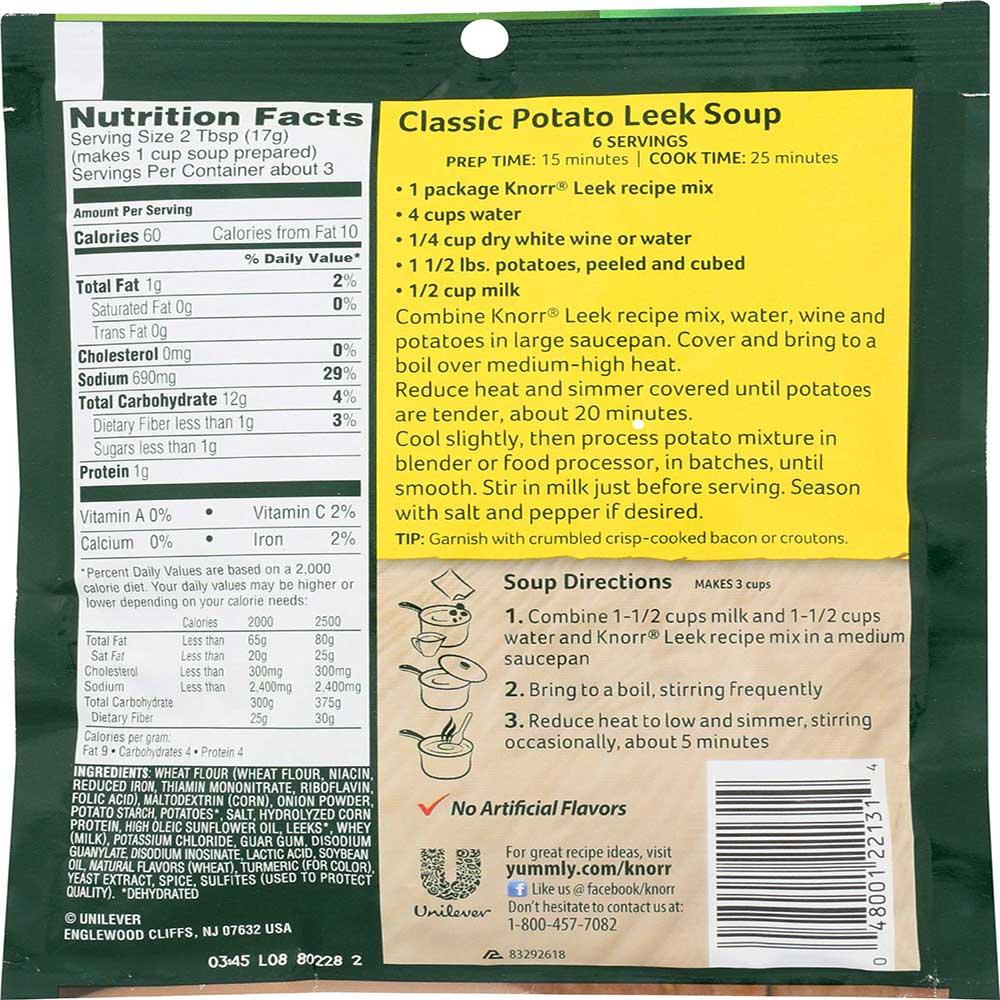 Nutrition Facts
Serving Size 2 Tbsp (17g)
(makes 1 cup soup prepared)
Servings Per Container about 3
Amount Per Serving
Calories 60 Calories from Fat 10
% Daily Value*
Total Fat 1g 2%
Saturated Fat 0g 0%
Trans Fat 0g
Cholesterol 0mg 0%
Sodium 690mg 29%
Total Carbohydrate 12g 4%
Dietary Fiber less than 1g 3%
Sugars less than 1g
Protein 1g
Vitamin A 0% • Vitamin C 2%
Calcium 0% • Iron 2%
*Percent Daily Values are based on a 2,000
calorie diet. Your daily values may be higher or
lower depending on your calorie needs:
Calories 2000 2500
Total Fat Less than 65g 80g
Sat Fat Less than 20g 25g
Cholesterol Less than 300mg 300mg
Sodium Less than 2,400mg 2,400mg
Total Carbohydrate 300g 375g
Dietary Fiber 25g 30g
Calories per gram:
Fat 9 • Carbohydrates 4 • Protein 4
INGREDIENTS: WHEAT FLOUR (WHEAT FLOUR, NIACIN,
REDUCED IRON, THIAMIN MONONITRATE, RIBOFLAVIN,
FOLIC ACID), MALTODEXTRIN (CORN), ONION POWDER,
POTATO STARCH, POTATOES*, SALT, HYDROLYZED CORN
PROTEIN, HIGH OLEIC SUNFLOWER OIL, LEEKS*, WHEY
(MILK), POTASSIUM CHLORIDE, GUAR GUM, DISODIUM
GUANYLATE, DISODIUM INOSINATE, LACTIC ACID, SOYBEAN
OIL, NATURAL FLAVORS (WHEAT), TURMERIC (FOR COLOR),
YEAST EXTRACT, SPICE, SULFITES (USED TO PROTECT
QUALITY). *DEHYDRATED
© UNILEVER
ENGLEWOOD CLIFFS, NJ 07632 USA
03:45 L08 80228 2
Classic Potato Leek Soup
6 SERVINGS
PREP TIME: 15 minutes | COOK TIME: 25 minutes
• 1 package Knorr® Leek recipe mix
• 4 cups water
• 1/4 cup dry white wine or water
• 1 1/2 lbs. potatoes, peeled and cubed
• 1/2 cup milk
Combine Knorr® Leek recipe mix, water, wine and
potatoes in large saucepan. Cover and bring to a
boil over medium-high heat.
Reduce heat and simmer covered until potatoes
are tender, about 20 minutes.
Cool slightly, then process potato mixture in
blender or food processor, in batches, until
smooth. Stir in milk just before serving. Season
with salt and pepper if desired.
TIP: Garnish with crumbled crisp-cooked bacon or croutons.
Soup Directions MAKES 3 cups
1. Combine 1-1/2 cups milk and 1-1/2 cups
water and Knorr® Leek recipe mix in a medium
saucepan
2. Bring to a boil, stirring frequently
3. Reduce heat to low and simmer, stirring
occasionally, about 5 minutes
No Artificial Flavors
Unilever
For great recipe ideas, visit
yummly.com/knorr
f Like us @ facebook/knorr
Don't hesitate to contact us at:
1-800-457-7082
83292618
0 48001 22131 4